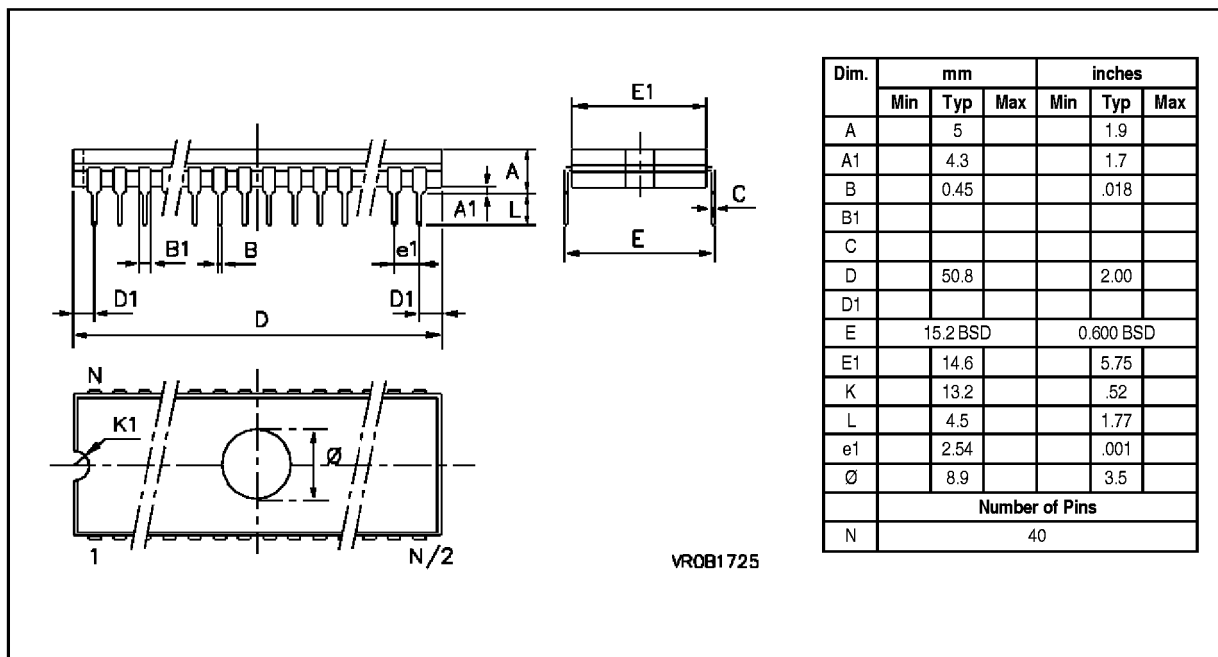 E1
A
A1
L
C
B1
B
e1
E
D1
D1
D
N
K1
Ø
1
N/2
VR0B1725
Dim. mm inches
Min Typ Max Min Typ Max
A 5 1.9
A1 4.3 1.7
B 0.45 .018
B1
C
D 50.8 2.00
D1
E 15.2 BSD 0.600 BSD
E1 14.6 5.75
K 13.2 .52
L 4.5 1.77
e1 2.54 .001
Ø 8.9 3.5
Number of Pins
N 40